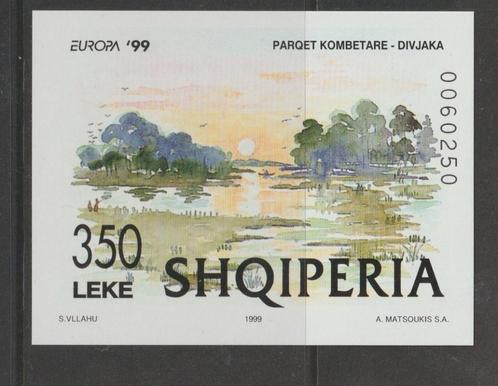 EUROPA '99
PARQET KOMBETARE - DIVJAKA
0060250
350
LEKE
SHQIPERIA
S.VLLAHU
1999
A. MATSOUKIS S.A.